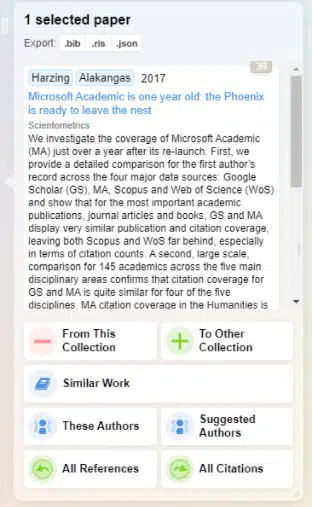 1 selected paper
Export: .bib .ris .json
39
Harzing Alakangas 2017
Microsoft Academic is one year old: the Phoenix
is ready to leave the nest
Scientometrics
We investigate the coverage of Microsoft Academic
(MA) just over a year after its re-launch. First, we
provide a detailed comparison for the first author's
record across the four major data sources: Google
Scholar (GS), MA, Scopus and Web of Science (WoS)
and show that for the most important academic
publications, journal articles and books, GS and MA
display very similar publication and citation coverage,
leaving both Scopus and WoS far behind, especially
in terms of citation counts. A second, large scale,
comparison for 145 academics across the five main
disciplinary areas confirms that citation coverage for
GS and MA is quite similar for four of the five
disciplines. MA citation coverage in the Humanities is
From This
Collection
To Other
Collection
Similar Work
These Authors
Suggested
Authors
All References
All Citations